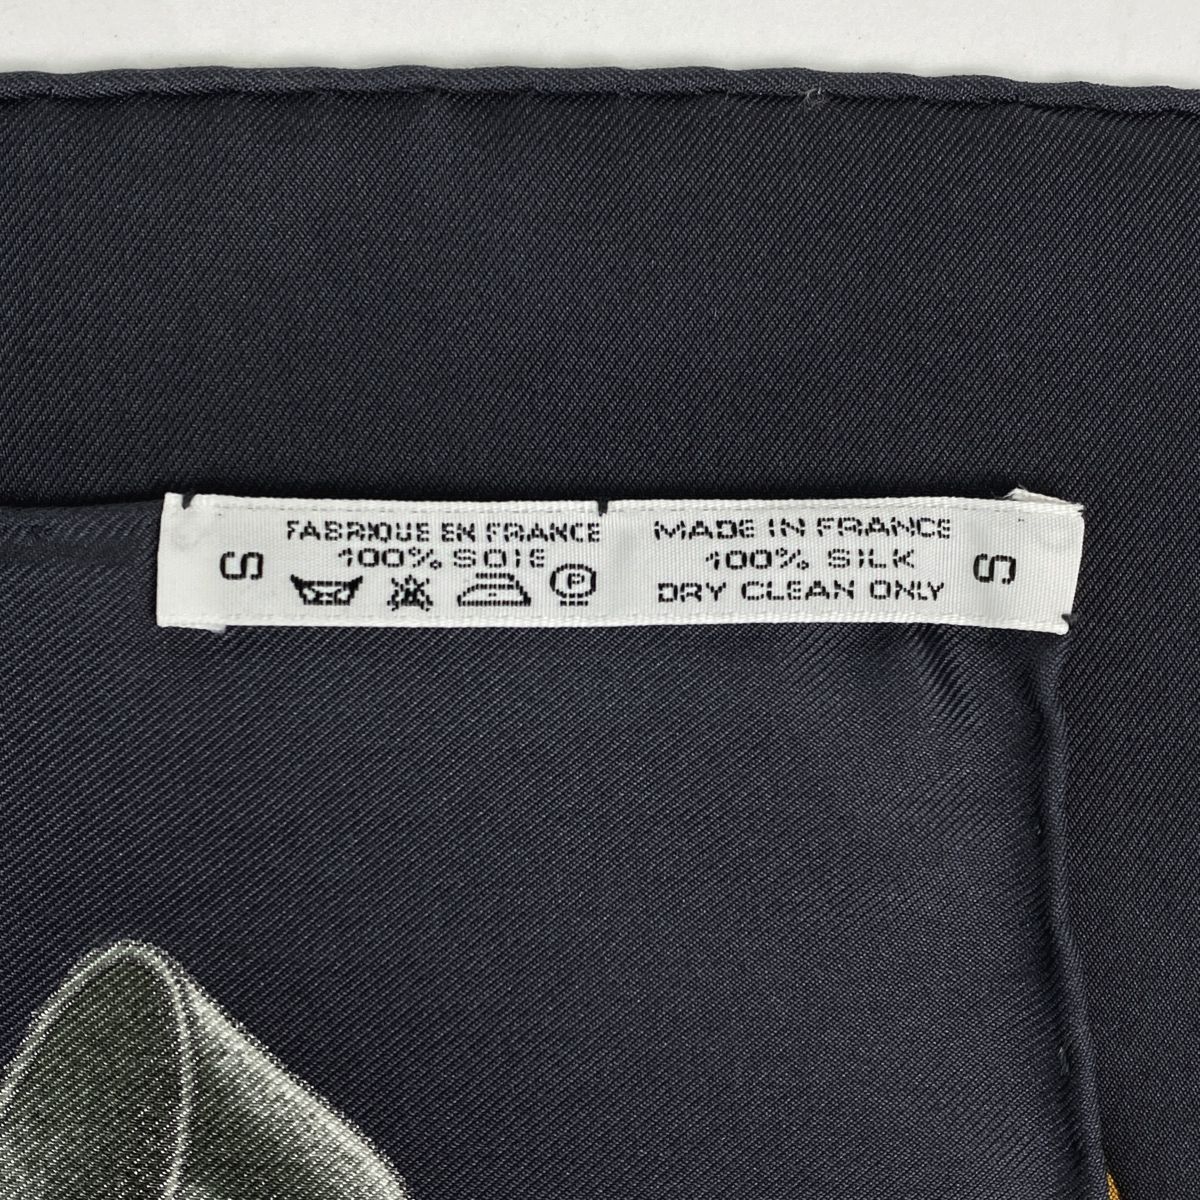 S
FABRIQUE EN FRANCE
100% SOIE
P
MADE IN FRANCE
100% SILK
DRY CLEAN ONLY
S